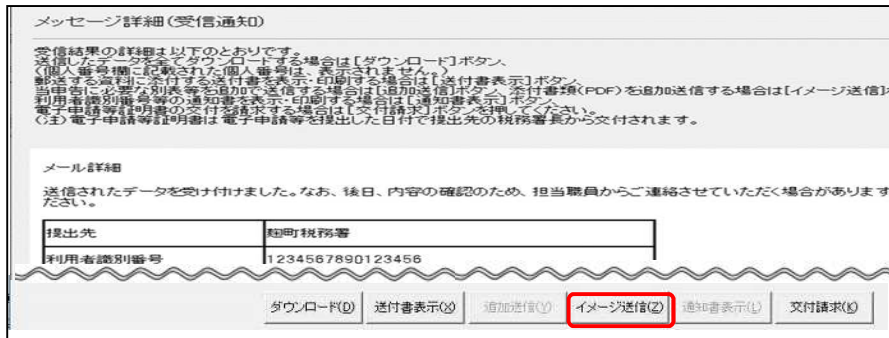 メッセージ詳細(受信通知)
受信結果の詳細は以下のとおりです。
送信したデータを全てダウンロードする場合は[ダウンロード]ボタン、
(個人番号欄に記載された個人番号は、表示されません。)
郵送する資料に添付する送付書を表示・印刷する場合は[送付書表示]ボタン、
当申告に必要な別表等を追加で送信する場合は[追加送信]ボタン、添付書類(PDF)を追加送信する場合は[イメージ送信]
利用者識別番号等の通知書を表示・印刷する場合は[通知書表示]ボタン、
電子申請等証明書の交付を請求する場合は[交付請求]ボタンを押してください。
(注)電子申請等証明書は電子申請等を提出した日付で提出先の税務署長から交付されます。
メール詳細
送信されたデータを受け付けました。なお、後日、内容の確認のため、担当職員からご連絡させていただく場合があります
ださい。
提出先 麹町税務署
利用者識別番号 1234567890123456
ダウンロード(D) 送付書表示(X) 追加送信(Y) イメージ送信(Z) 通知書表示(L) 交付請求(K)